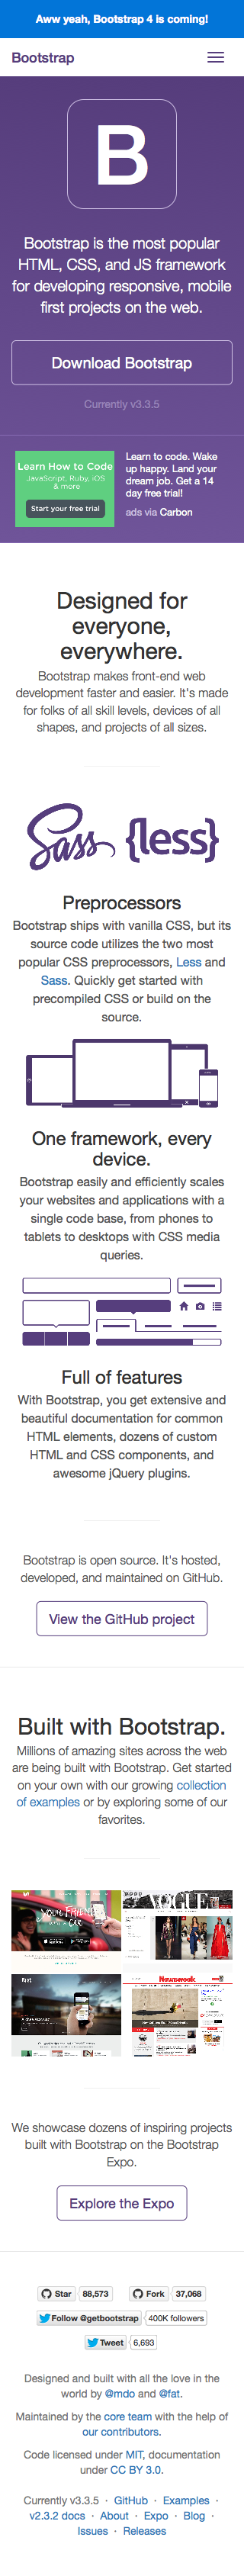 Aww yeah, Bootstrap 4 is coming!
Bootstrap
B
Bootstrap is the most popular
HTML, CSS, and JS framework
for developing responsive, mobile
first projects on the web.
Download Bootstrap
Currently v3.3.5
Learn How to Code
JavaScript, Ruby, iOS
& more
Start your free trial
Learn to code. Wake
up happy. Land your
dream job. Get a 14
day free trial!
ads via Carbon
Designed for
everyone,
everywhere.
Bootstrap makes front-end web
development faster and easier. It's made
for folks of all skill levels, devices of all
shapes, and projects of all sizes.
Sass {less}
Preprocessors
Bootstrap ships with vanilla CSS, but its
source code utilizes the two most
popular CSS preprocessors, Less and
Sass. Quickly get started with
precompiled CSS or build on the
source.
One framework, every
device.
Bootstrap easily and efficiently scales
your websites and applications with a
single code base, from phones to
tablets to desktops with CSS media
queries.
Full of features
With Bootstrap, you get extensive and
beautiful documentation for common
HTML elements, dozens of custom
HTML and CSS components, and
awesome jQuery plugins.
Bootstrap is open source. It's hosted,
developed, and maintained on GitHub.
View the GitHub project
Built with Bootstrap.
Millions of amazing sites across the web
are being built with Bootstrap. Get started
on your own with our growing collection
of examples or by exploring some of our
favorites.
YOUR FRIEND
CAR
VOGUE
Newsweek
We showcase dozens of inspiring projects
built with Bootstrap on the Bootstrap
Expo.
Explore the Expo
Star 88,573 Fork 37,068
Follow @getbootstrap 400K followers
Tweet 6,693
Designed and built with all the love in the
world by @mdo and @fat.
Maintained by the core team with the help of
our contributors.
Code licensed under MIT, documentation
under CC BY 3.0.
Currently v3.3.5 · GitHub · Examples ·
v2.3.2 docs · About · Expo · Blog ·
Issues · Releases